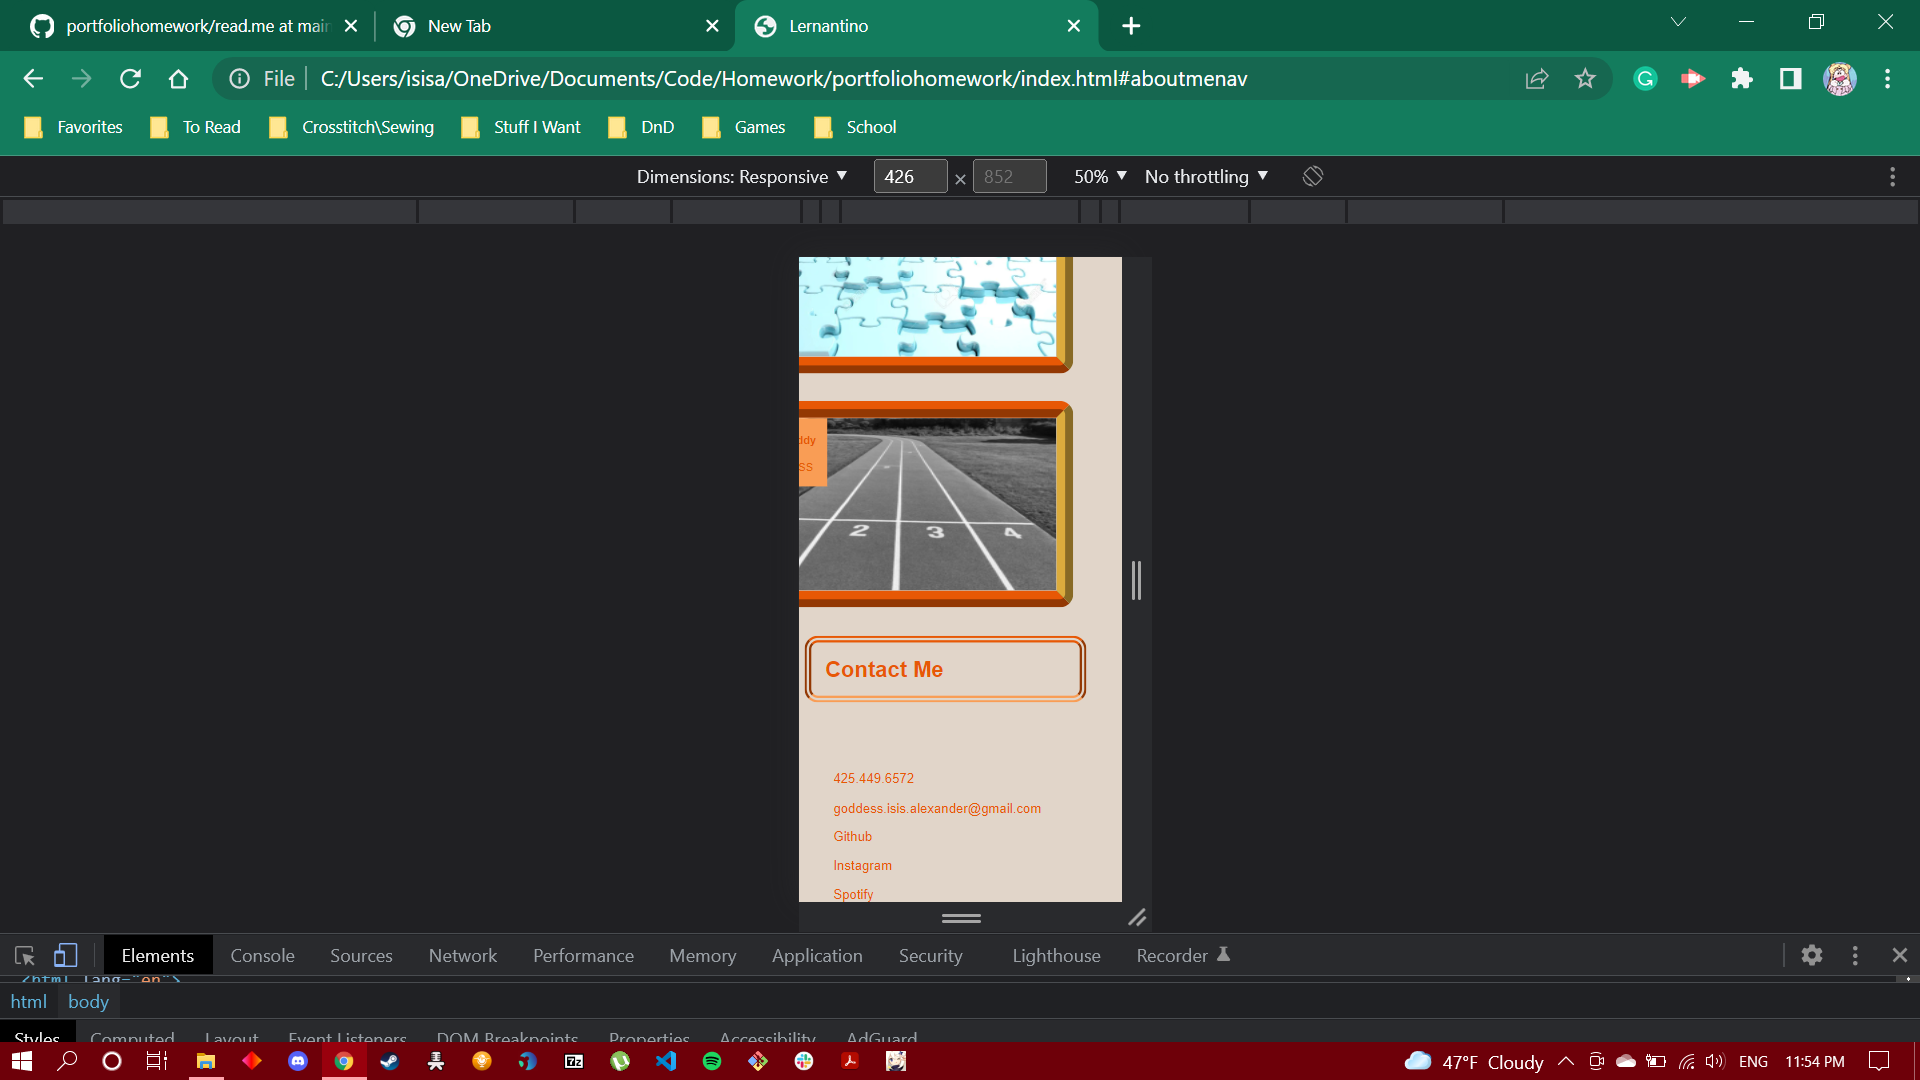 portfoliohomework/read.me at main
New Tab
Lernantino
File
C:/Users/isisa/OneDrive/Documents/Code/Homework/portfoliohomework/index.html#aboutmenav
Favorites
To Read
Crosstitch\Sewing
Stuff I Want
DnD
Games
School
Dimensions: Responsive
426 × 852
50%
No throttling
ddy
SS
2 3 4
Contact Me
425.449.6572
goddess.isis.alexander@gmail.com
Github
Instagram
Spotify
Elements
Console
Sources
Network
Performance
Memory
Application
Security
Lighthouse
Recorder
<html lang="en">
html
body
Styles
Computed
Layout
Event Listeners
DOM Breakpoints
Properties
Accessibility
AdGuard
47°F Cloudy
ENG
11:54 PM